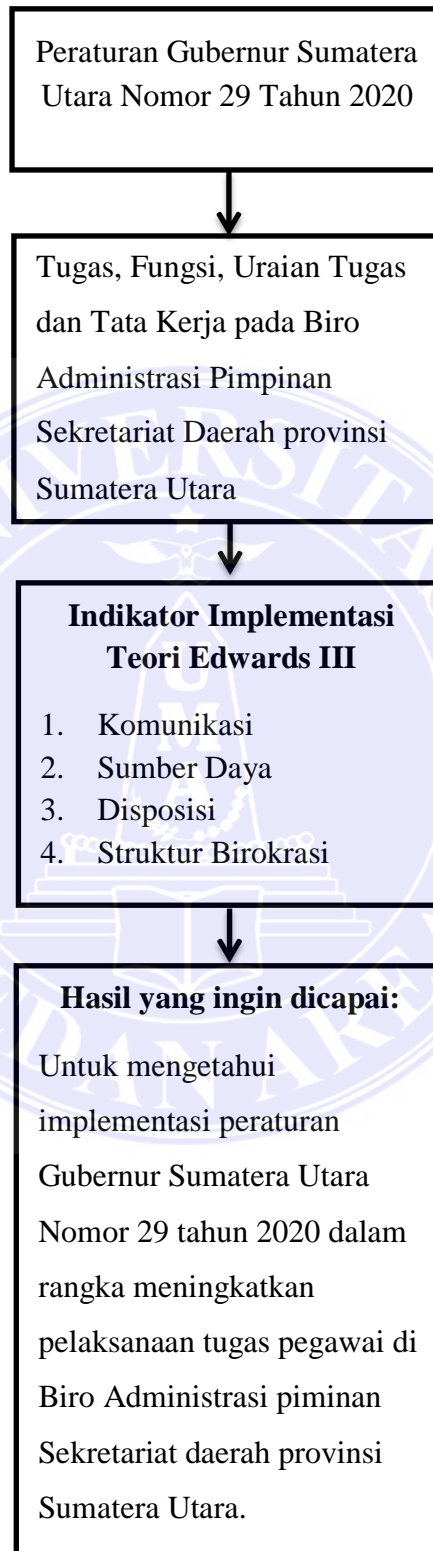 Peraturan Gubernur Sumatera
Utara Nomor 29 Tahun 2020
Tugas, Fungsi, Uraian Tugas
dan Tata Kerja pada Biro
Administrasi Pimpinan
Sekretariat Daerah provinsi
Sumatera Utara
Indikator Implementasi
Teori Edwards III
1. Komunikasi
2. Sumber Daya
3. Disposisi
4. Struktur Birokrasi
Hasil yang ingin dicapai:
Untuk mengetahui
implementasi peraturan
Gubernur Sumatera Utara
Nomor 29 tahun 2020 dalam
rangka meningkatkan
pelaksanaan tugas pegawai di
Biro Administrasi piminan
Sekretariat daerah provinsi
Sumatera Utara.